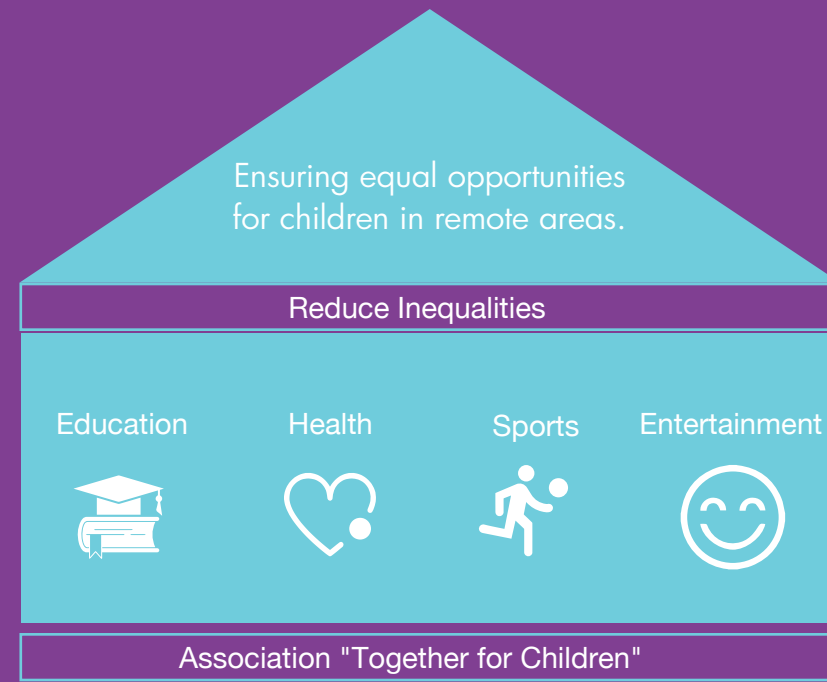 Ensuring equal opportunities
for children in remote areas.
Reduce Inequalities
Education Health Sports Entertainment
Association "Together for Children"